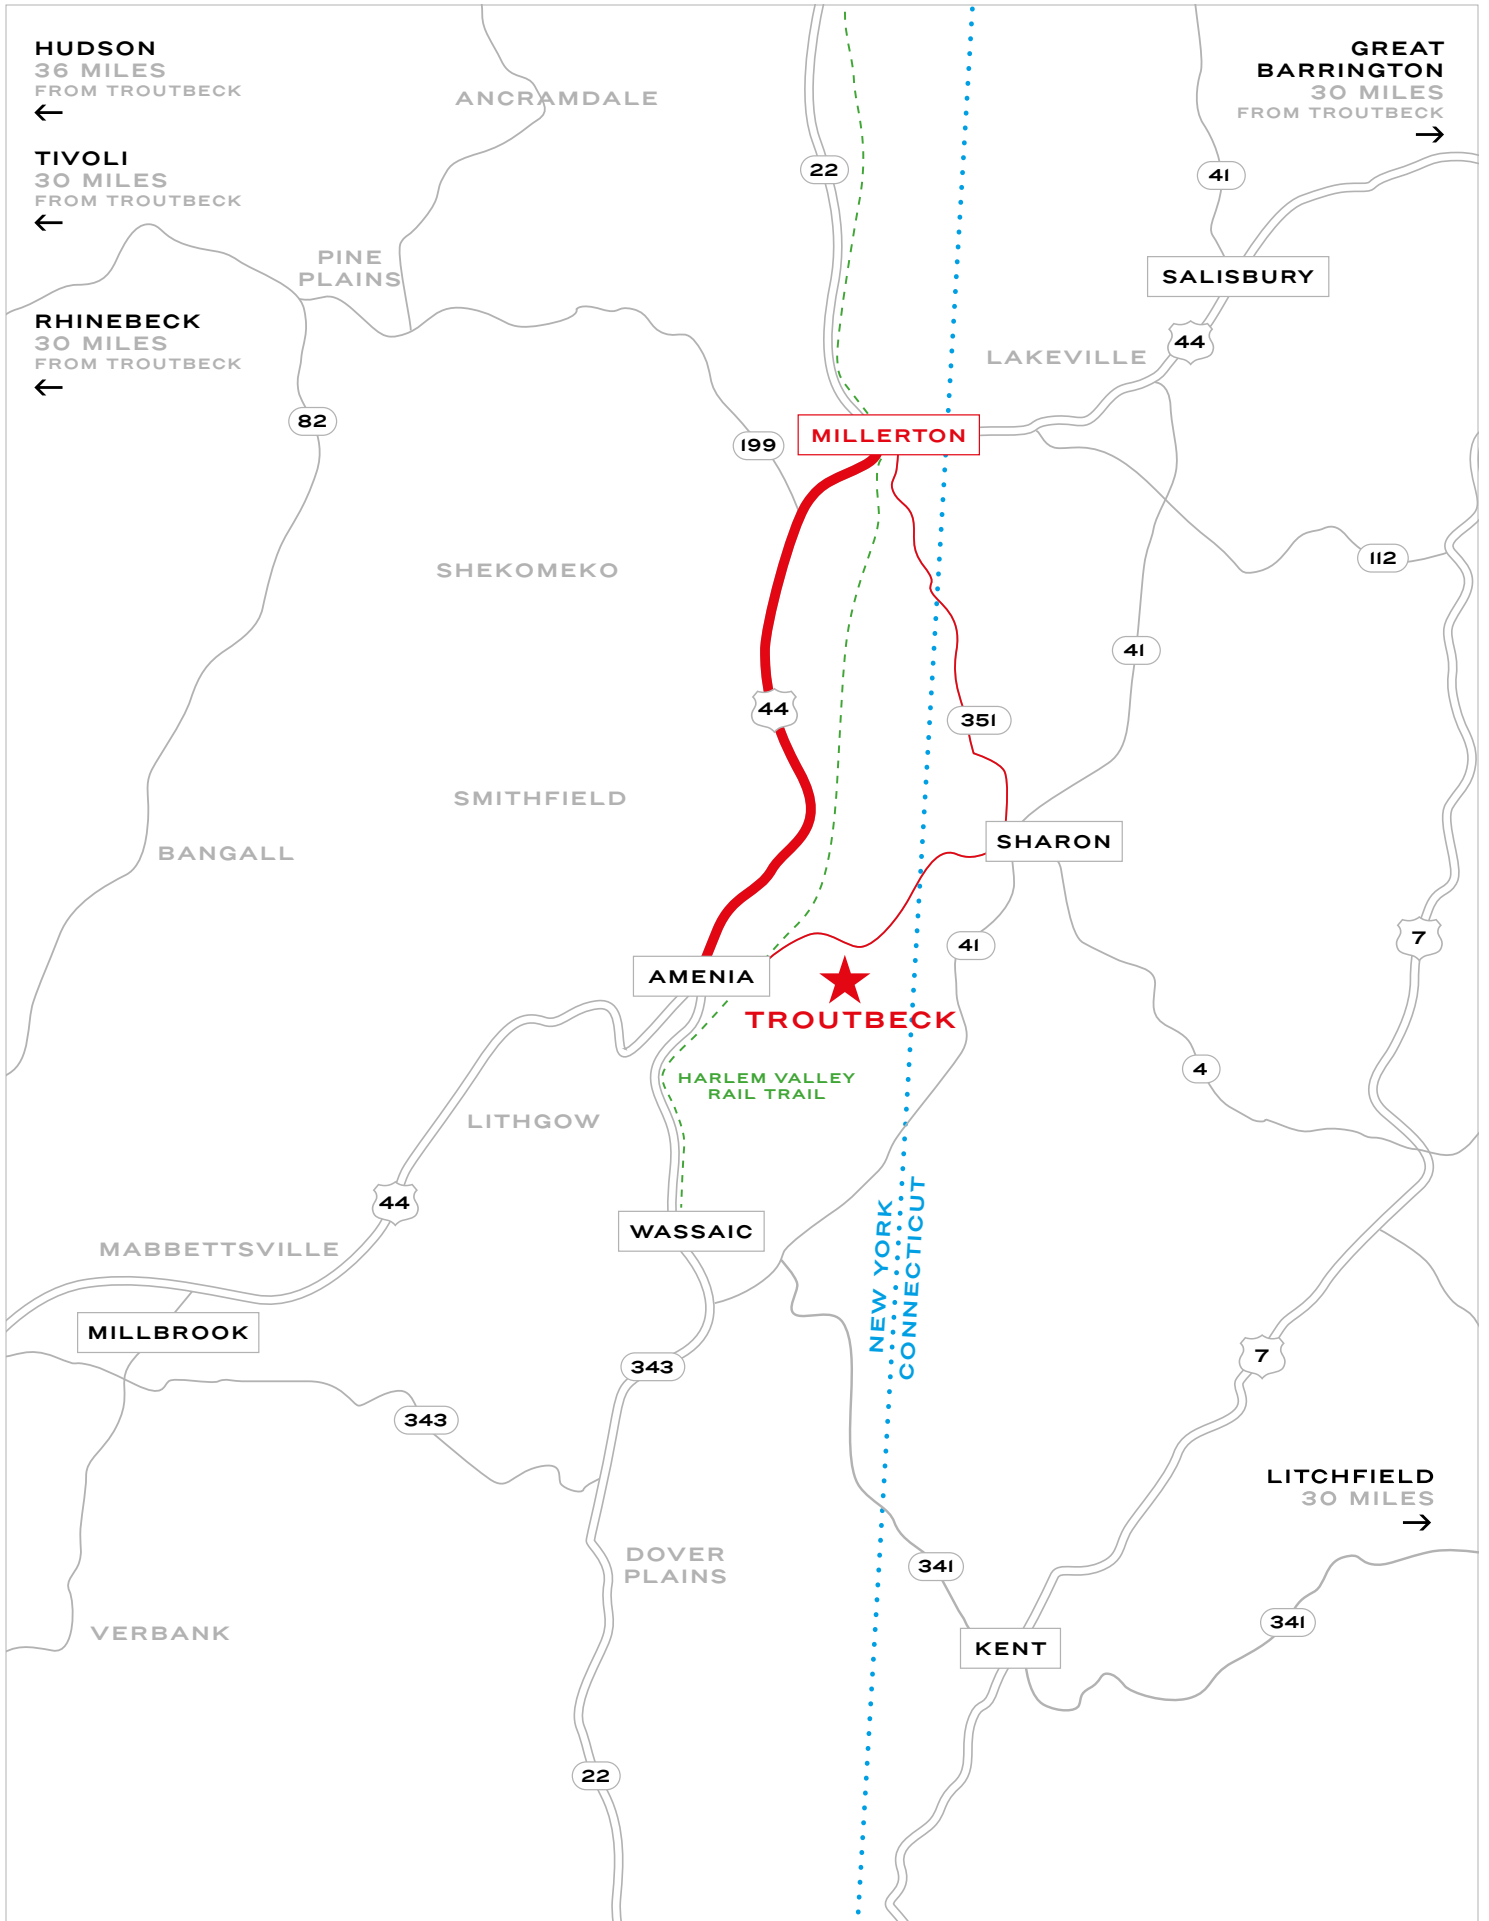 HUDSON
36 MILES
FROM TROUTBECK
←
GREAT
BARRINGTON
30 MILES
FROM TROUTBECK
→
ANCRAMDALE
TIVOLI
30 MILES
FROM TROUTBECK
←
22
41
PINE
PLAINS
SALISBURY
RHINEBECK
30 MILES
FROM TROUTBECK
←
44
LAKEVILLE
82
199
MILLERTON
112
SHEKOMEKO
41
44
351
SMITHFIELD
BANGALL
SHARON
7
41
AMENIA
TROUTBECK
4
HARLEM VALLEY
RAIL TRAIL
LITHGOW
44
WASSAIC
MABBETTSVILLE
NEW YORK
CONNECTICUT
MILLBROOK
7
343
343
LITCHFIELD
30 MILES
→
DOVER
PLAINS
341
341
VERBANK
KENT
22